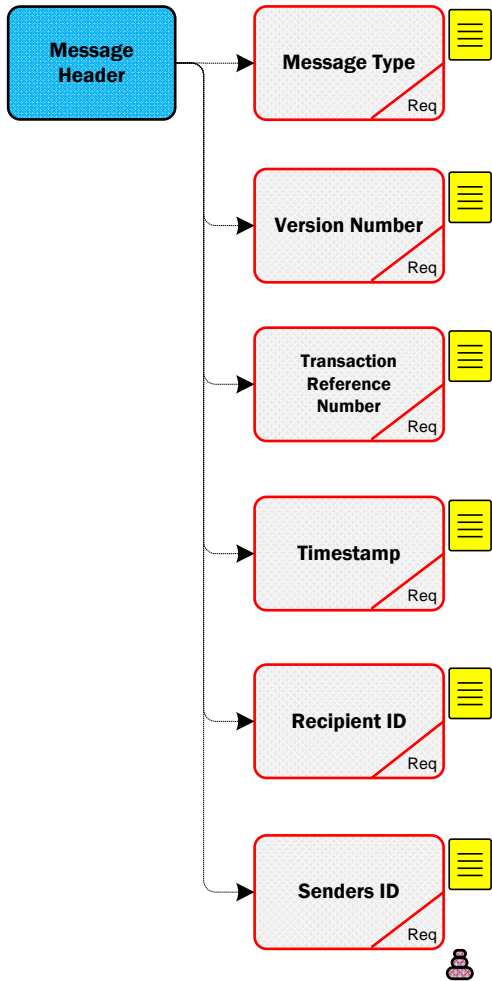 Message
Header
Message Type
Req
Version Number
Req
Transaction
Reference
Number
Req
Timestamp
Req
Recipient ID
Req
Senders ID
Req